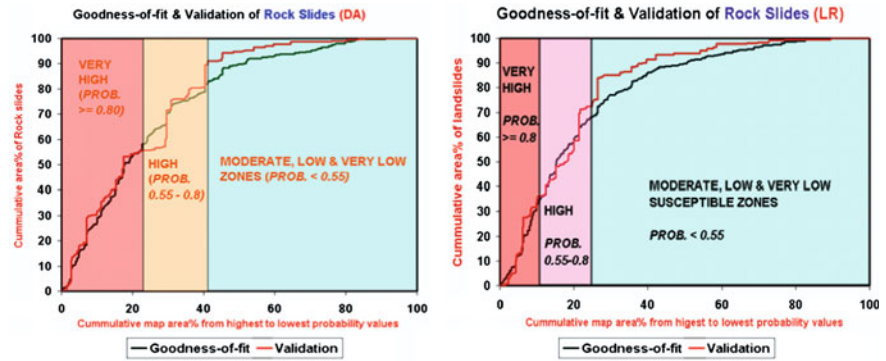 Goodness-of-fit & Validation of Rock Slides (DA)
Cummulative area% of Rock slides
100
90
80
70
60
50
40
30
20
10
0
VERY
HIGH
(PROB.
>= 0.80)
HIGH
(PROB.
0.55 - 0.8)
MODERATE, LOW & VERY LOW
ZONES (PROB. < 0.55)
0 20 40 60 80 100
Cummulative map area% from highest to lowest probability values
Goodness-of-fit Validation
Goodness-of-fit & Validation of Rock Slides (LR)
Cummulative area% of landslides
100
90
80
70
60
50
40
30
20
10
0
VERY
HIGH
PROB.
>= 0.8
HIGH
PROB.
0.55-0.8
MODERATE, LOW & VERY LOW
SUSCEPTIBLE ZONES
PROB. < 0.55
0 20 40 60 80 100
Cummulative map area% from higest to lowest probability values
Goodness-of-fit Validation